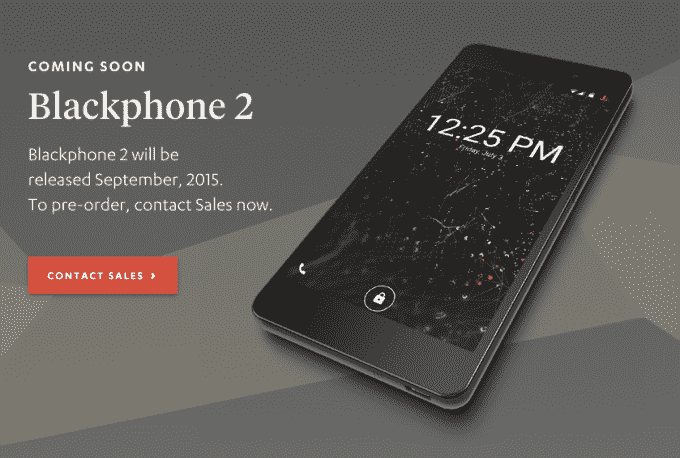 COMING SOON
Blackphone 2
Blackphone 2 will be
released September, 2015.
To pre-order, contact Sales now.
CONTACT SALES ›
12:25 PM
Friday, July 3